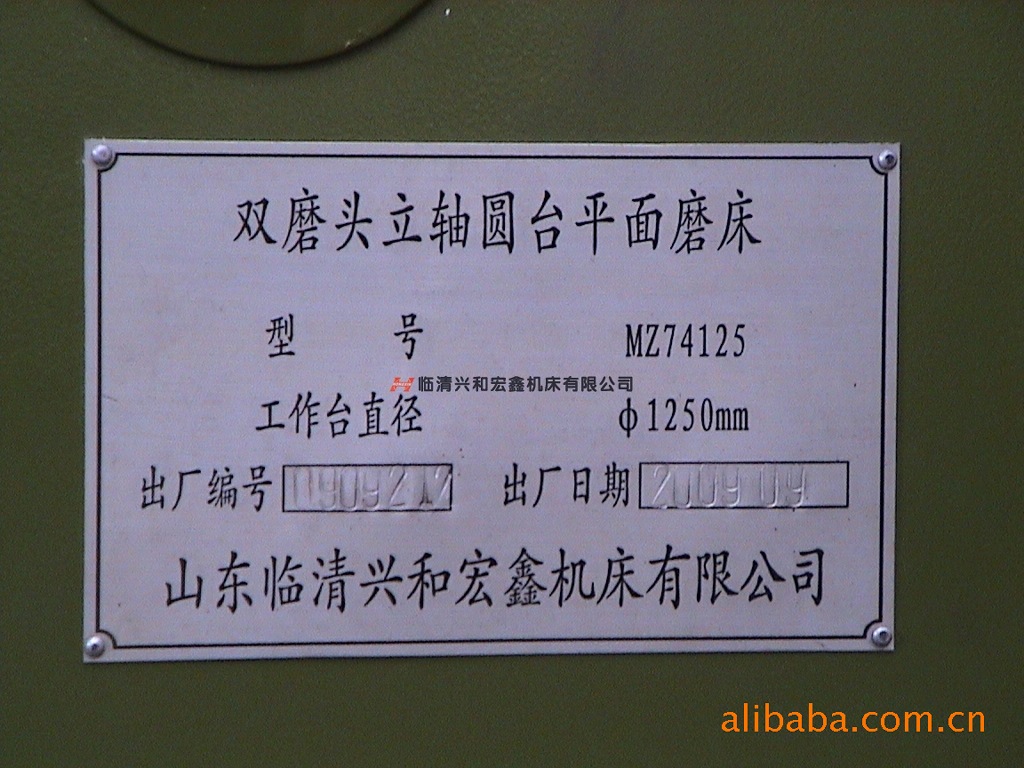 双磨头立轴圆台平面磨床
型 号 MZ74125
临清兴和宏鑫机床有限公司
工作台直径 φ1250mm
出厂编号 0909212 出厂日期 2009 09
山东临清兴和宏鑫机床有限公司
alibaba.com.cn